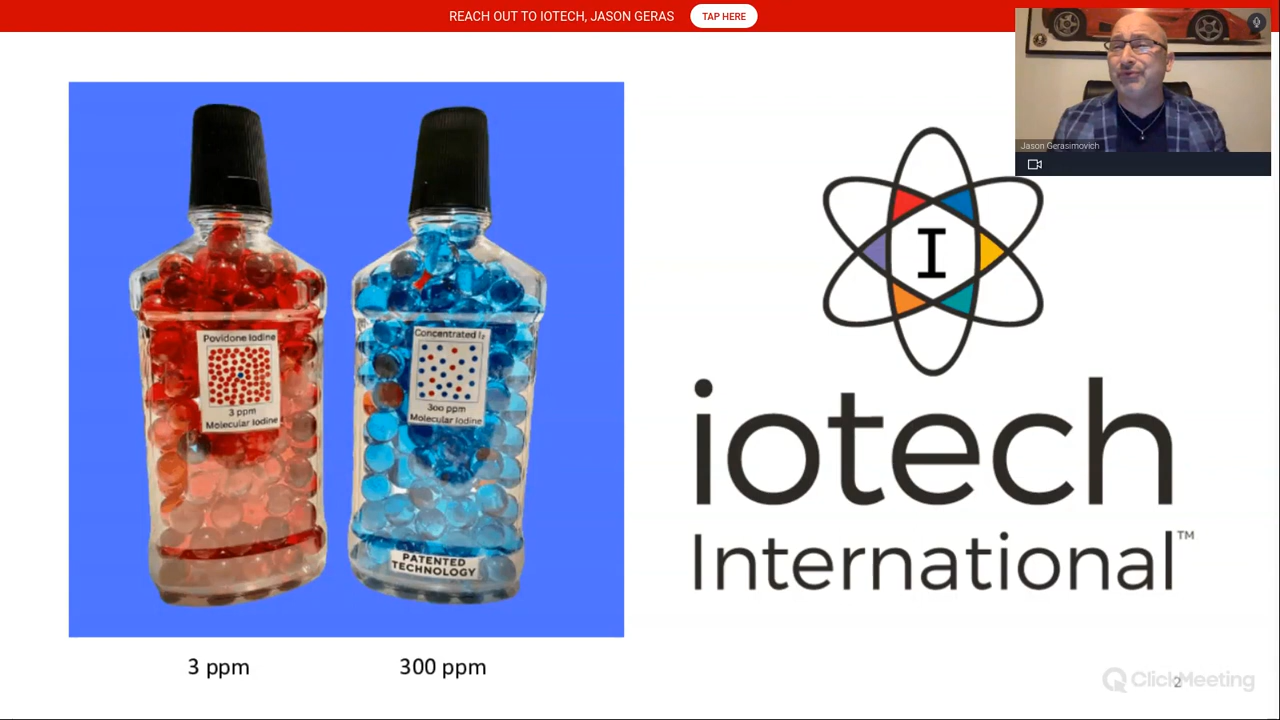 REACH OUT TO IOTECH, JASON GERAS
TAP HERE
Jason Gerasimovich
Povidone Iodine
3 ppm
Molecular Iodine
Concentrated I₂
300 ppm
Molecular Iodine
PATENTED
TECHNOLOGY
3 ppm
300 ppm
I
iotech
International™
ClickMeeting
2